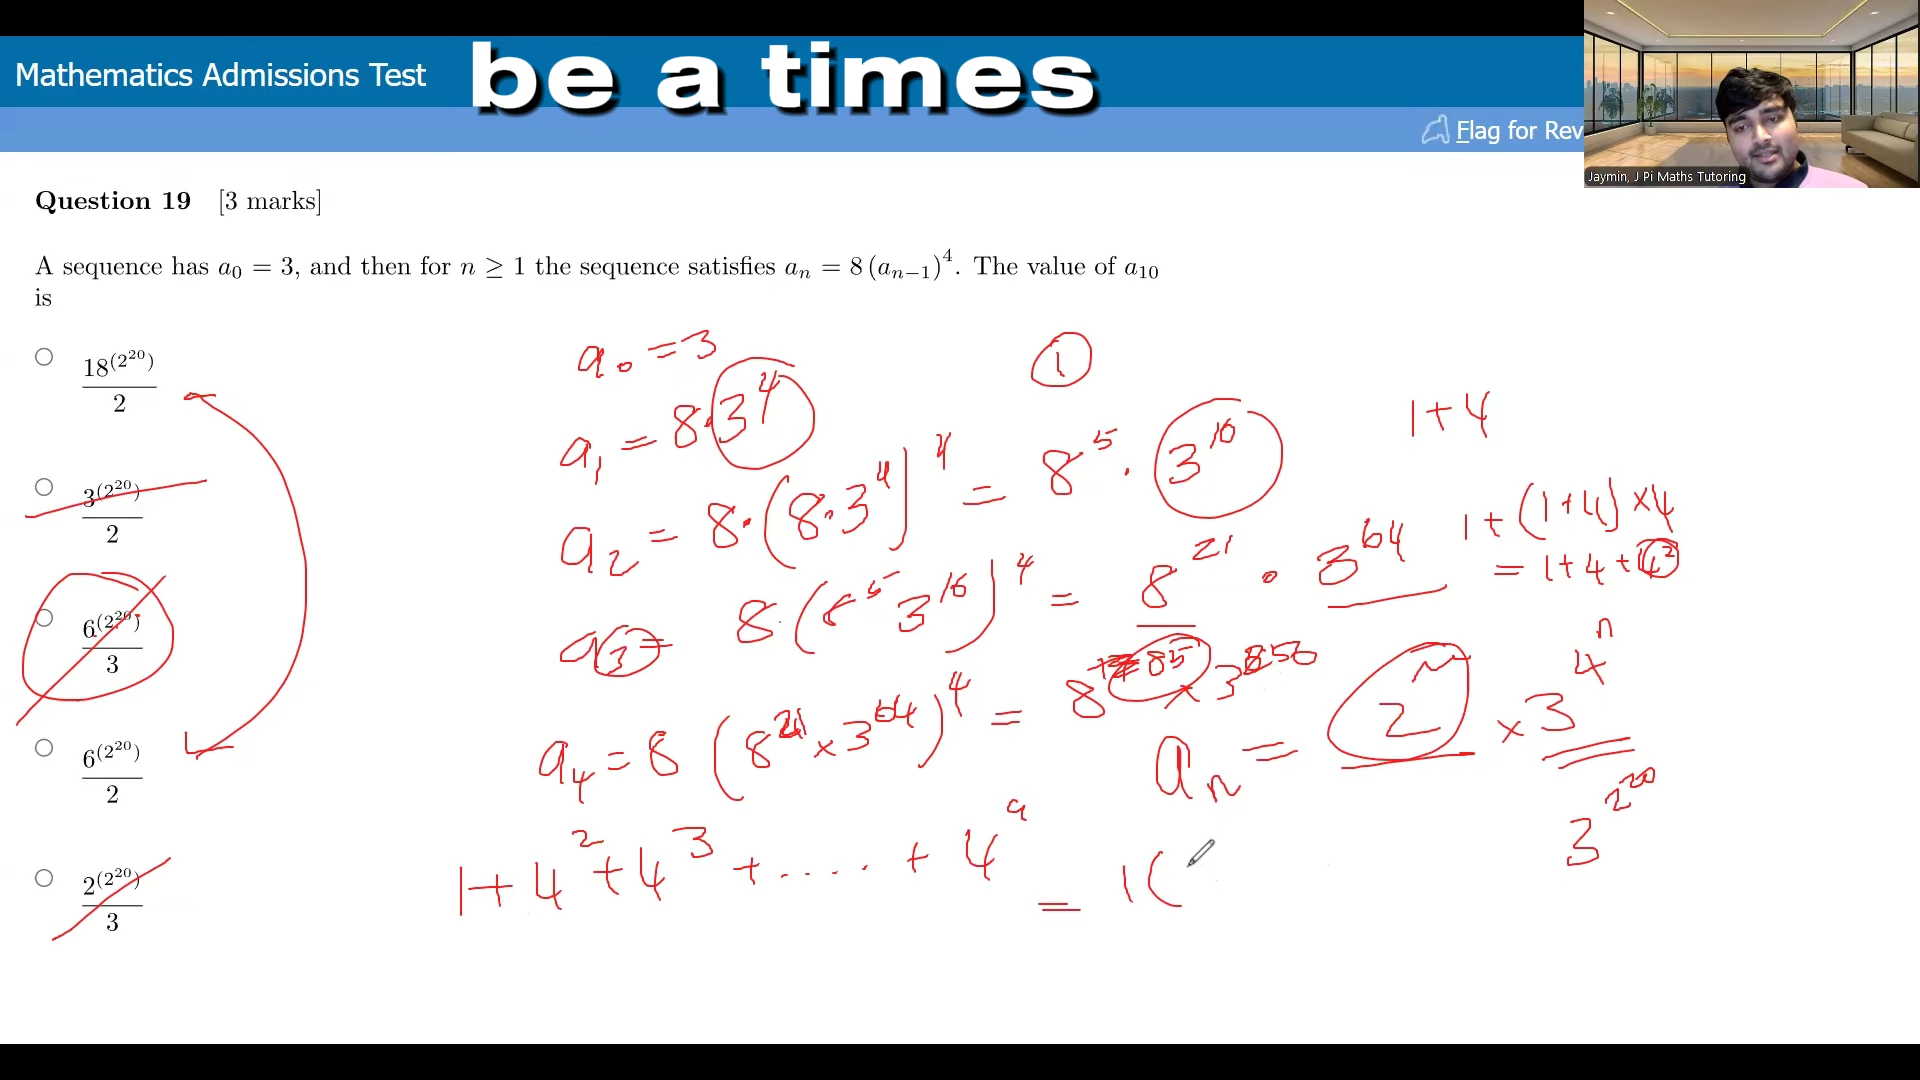 Mathematics Admissions Test
be a times
Flag for Rev
Jaymin, J Pi Maths Tutoring
Question 19 [3 marks]
A sequence has a₀ = 3, and then for n ≥ 1 the sequence satisfies aₙ = 8 (aₙ₋₁)⁴. The value of a₁₀
is
18^(2^20) / 2
3^(2^20) / 2
6^(2^20) / 3
6^(2^20) / 2
2^(2^20) / 3
a₀ = 3
①
a₁ = 8·3⁴
1+4
a₂ = 8·(8·3⁴)⁴ = 8⁵ · 3¹⁶
1+(1+4)×4
= 1+4+4²
a₃ = 8·(8⁵ 3¹⁶)⁴ = 8²¹ · 3⁶⁴
a₄ = 8 (8²¹ × 3⁶⁴)⁴ = 8⁸⁵ × 3²⁵⁶
aₙ = 2^~ × 3^4^n
3^2^20
1+4²+4³+.....+4⁹ = 1(